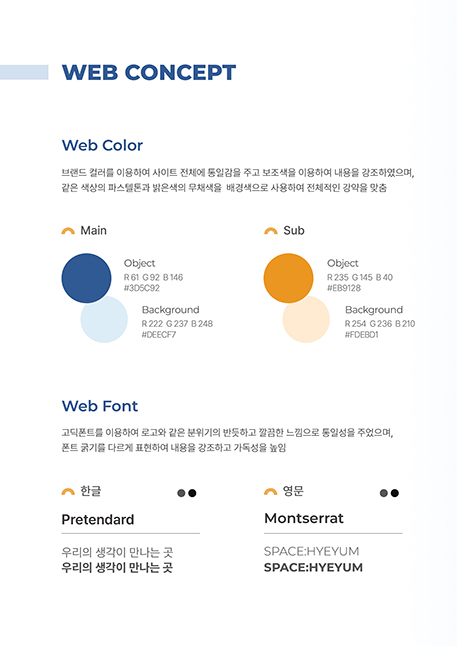 WEB CONCEPT
Web Color
브랜드 컬러를 이용하여 사이트 전체에 통일감을 주고 보조색을 이용하여 내용을 강조하였으며,
같은 색상의 파스텔톤과 밝은색의 무채색을 배경색으로 사용하여 전체적인 강약을 맞춤
Main
Object
R 61 G 92 B 146
#3D5C92
Background
R 222 G 237 B 248
#DEECF7
Sub
Object
R 235 G 145 B 40
#EB9128
Background
R 254 G 236 B 210
#FDEBD1
Web Font
고딕폰트를 이용하여 로고와 같은 분위기의 반듯하고 깔끔한 느낌으로 통일성을 주었으며,
폰트 굵기를 다르게 표현하여 내용을 강조하고 가독성을 높임
한글
Pretendard
우리의 생각이 만나는 곳
우리의 생각이 만나는 곳
영문
Montserrat
SPACE:HYEYUM
SPACE:HYEYUM